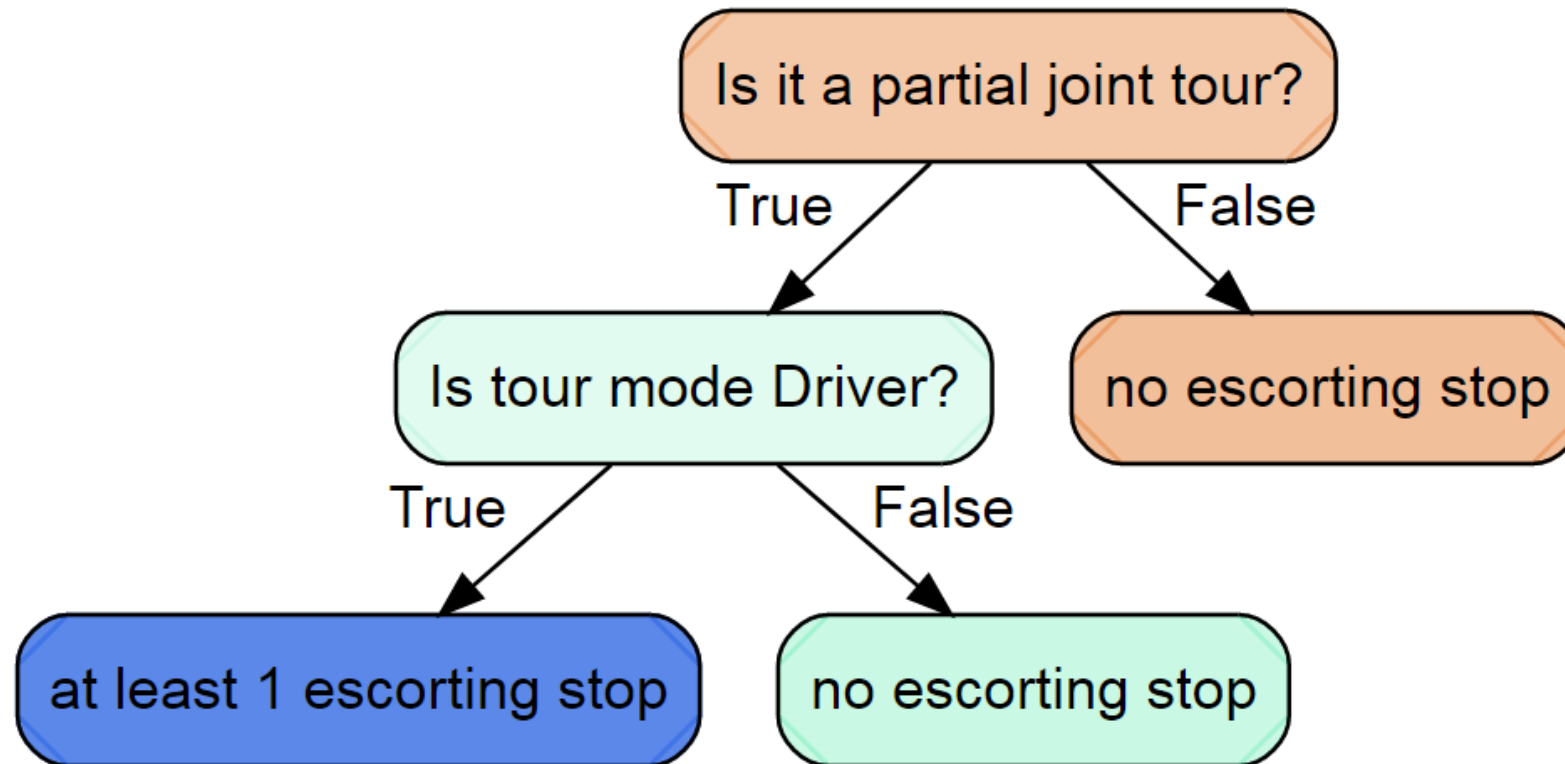 Is it a partial joint tour?
True
False
Is tour mode Driver?
no escorting stop
True
False
at least 1 escorting stop
no escorting stop